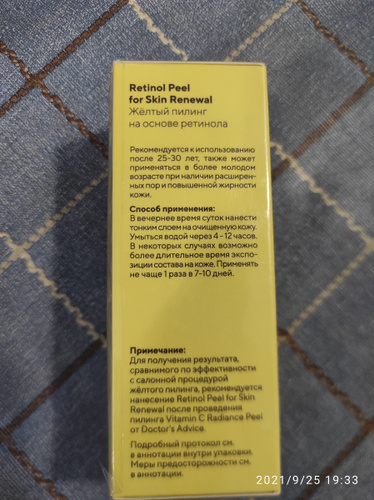 Retinol Peel
for Skin Renewal
Жёлтый пилинг
на основе ретинола
Рекомендуется к использованию
после 25-30 лет, также может
применяться в более молодом
возрасте при наличии расширен-
ных пор и повышенной жирности
кожи.
Способ применения:
В вечернее время суток нанести
тонким слоем на очищенную кожу.
Умыться водой через 4-12 часов.
В некоторых случаях возможно
более длительное время экспо-
зиции состава на коже. Применять
не чаще 1 раза в 7-10 дней.
Примечание:
Для получения результата,
сравнимого по эффективности
с салонной процедурой
жёлтого пилинга, рекомендуется
нанесение Retinol Peel for Skin
Renewal после проведения
пилинга Vitamin C Radiance Peel
от Doctor's Advice.
Подробный протокол см.
в аннотации внутри упаковки.
Меры предосторожности см.
в аннотации.
2021/9/25 19:33